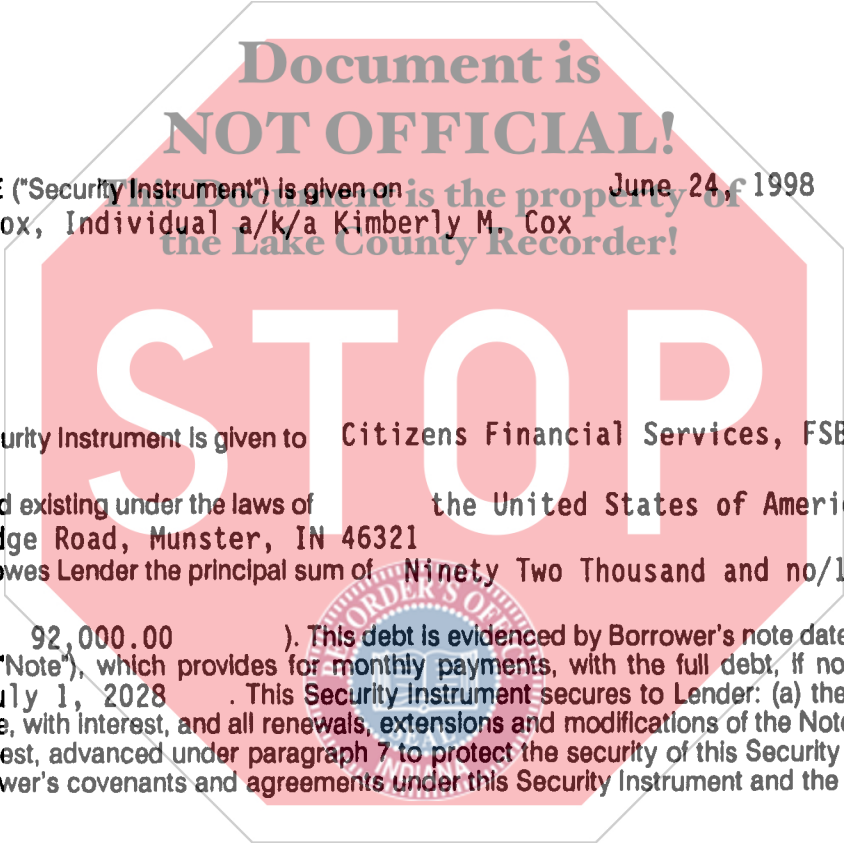 Document is
NOT OFFICIAL!
This Document is the property of
the Lake County Recorder!
("Security Instrument") is given on June 24, 1998
ox, Individual a/k/a Kimberly M. Cox
STOP
urity Instrument is given to Citizens Financial Services, FSB
d existing under the laws of the United States of Ameri
dge Road, Munster, IN 46321
owes Lender the principal sum of Ninety Two Thousand and no/1
92,000.00 ). This debt is evidenced by Borrower's note date
"Note"), which provides for monthly payments, with the full debt, if no
uly 1, 2028 . This Security Instrument secures to Lender: (a) the
e, with interest, and all renewals, extensions and modifications of the Note
est, advanced under paragraph 7 to protect the security of this Security
wer's covenants and agreements under this Security Instrument and the
RECORDER'S OFFICE
SEAL
INDIANA